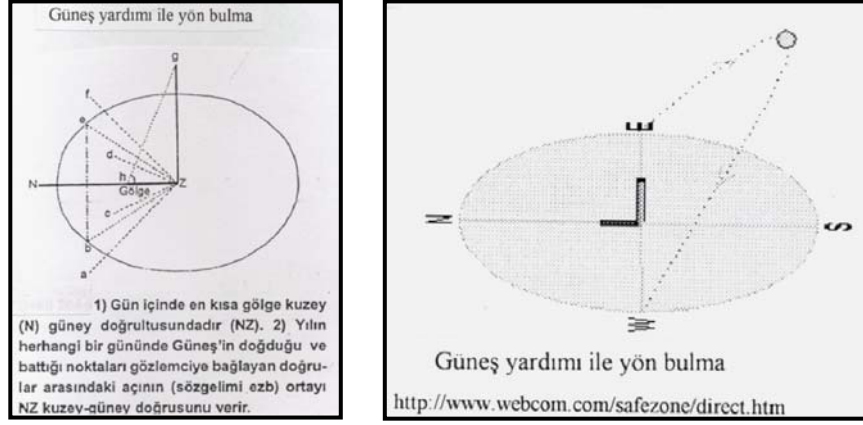 Güneş yardımı ile yön bulma
g
f
e
d
h
N
Gölge
Z
c
b
a
1) Gün içinde en kısa gölge kuzey
(N) güney doğrultusundadır (NZ). 2) Yılın
herhangi bir gününde Güneş'in doğduğu ve
battığı noktaları gözlemciye bağlayan doğru-
lar arasındaki açının (sözgelimi ezb) ortayı
NZ kuzey-güney doğrusunu verir.
E
N
S
W
Güneş yardımı ile yön bulma
http://www.webcom.com/safezone/direct.htm